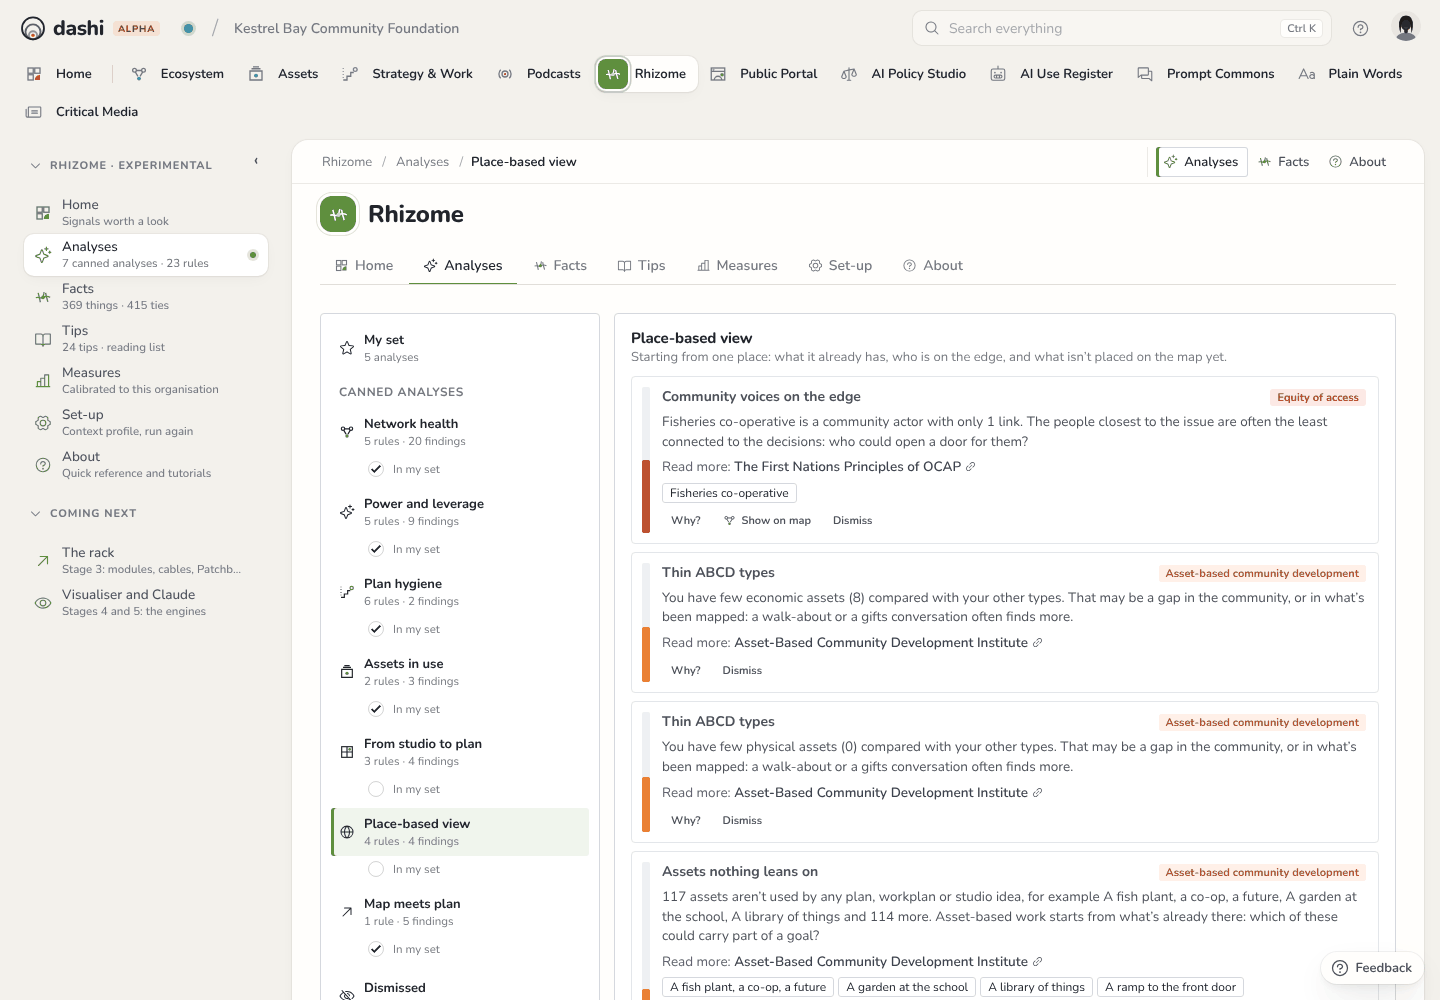 dashi ALPHA / Kestrel Bay Community Foundation
Search everything Ctrl K
Home Ecosystem Assets Strategy & Work Podcasts Rhizome Public Portal AI Policy Studio AI Use Register Prompt Commons Aa Plain Words
Critical Media
RHIZOME · EXPERIMENTAL
Home
Signals worth a look
Analyses
7 canned analyses · 23 rules
Facts
369 things · 415 ties
Tips
24 tips · reading list
Measures
Calibrated to this organisation
Set-up
Context profile, run again
About
Quick reference and tutorials
COMING NEXT
The rack
Stage 3: modules, cables, Patchb...
Visualiser and Claude
Stages 4 and 5: the engines
Rhizome / Analyses / Place-based view
Analyses Facts About
Rhizome
Home Analyses Facts Tips Measures Set-up About
My set
5 analyses
CANNED ANALYSES
Network health
5 rules · 20 findings
In my set
Power and leverage
5 rules · 9 findings
In my set
Plan hygiene
6 rules · 2 findings
In my set
Assets in use
2 rules · 3 findings
In my set
From studio to plan
3 rules · 4 findings
In my set
Place-based view
4 rules · 4 findings
In my set
Map meets plan
1 rule · 5 findings
In my set
Dismissed
Place-based view
Starting from one place: what it already has, who is on the edge, and what isn't placed on the map yet.
Community voices on the edge
Equity of access
Fisheries co-operative is a community actor with only 1 link. The people closest to the issue are often the least
connected to the decisions: who could open a door for them?
Read more: The First Nations Principles of OCAP
Fisheries co-operative
Why? Show on map Dismiss
Thin ABCD types
Asset-based community development
You have few economic assets (8) compared with your other types. That may be a gap in the community, or in what's
been mapped: a walk-about or a gifts conversation often finds more.
Read more: Asset-Based Community Development Institute
Why? Dismiss
Thin ABCD types
Asset-based community development
You have few physical assets (0) compared with your other types. That may be a gap in the community, or in what's
been mapped: a walk-about or a gifts conversation often finds more.
Read more: Asset-Based Community Development Institute
Why? Dismiss
Assets nothing leans on
Asset-based community development
117 assets aren't used by any plan, workplan or studio idea, for example A fish plant, a co-op, a future, A garden at
the school, A library of things and 114 more. Asset-based work starts from what's already there: which of these
could carry part of a goal?
Read more: Asset-Based Community Development Institute
A fish plant, a co-op, a future A garden at the school A library of things A ramp to the front door
Feedback